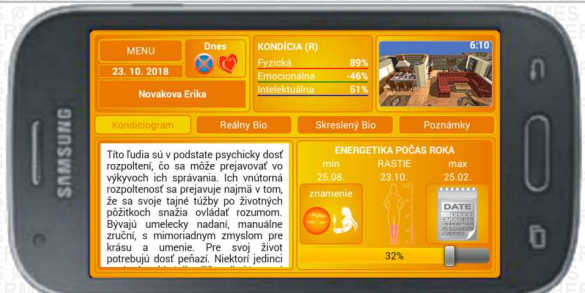 SAMSUNG
MENU
Dnes
23. 10. 2018
Novakova Erika
KONDÍCIA (R)
Fyzická 89%
Emocionálna -46%
Intelektuálna 51%
6:10
Kondiciogram
Reálny Bio
Skreslený Bio
Poznámky
Títo ľudia sú v podstate psychicky dosť
rozpoltení, čo sa môže prejavovať vo
výkyvoch ich správania. Ich vnútorná
rozpoltenosť sa prejavuje najmä v tom,
že sa svoje tajné túžby po životných
pôžitkoch snažia ovládať rozumom.
Bývajú umelecky nadaní, manuálne
zruční, s mimoriadnym zmyslom pre
krásu a umenie. Pre svoj život
potrebujú dosť peňazí. Niektorí jedinci
ENERGETIKA POČAS ROKA
min RASTIE max
25.08. 23.10. 25.02.
znamenie
DATE
32%